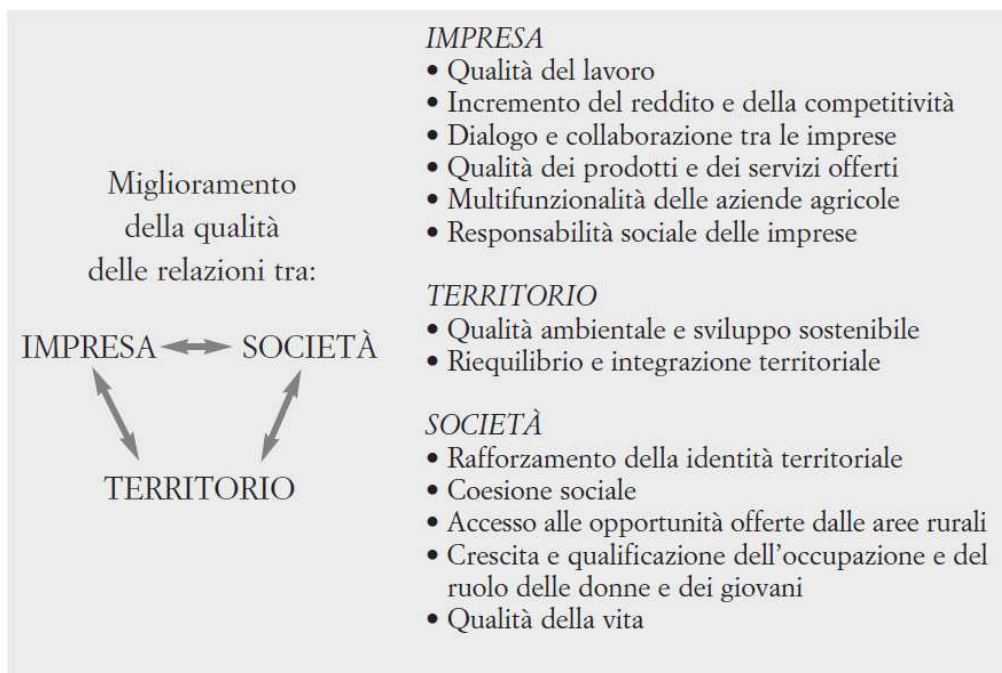 Miglioramento
della qualità
delle relazioni tra:
IMPRESA SOCIETÀ
TERRITORIO
IMPRESA
• Qualità del lavoro
• Incremento del reddito e della competitività
• Dialogo e collaborazione tra le imprese
• Qualità dei prodotti e dei servizi offerti
• Multifunzionalità delle aziende agricole
• Responsabilità sociale delle imprese
TERRITORIO
• Qualità ambientale e sviluppo sostenibile
• Riequilibrio e integrazione territoriale
SOCIETÀ
• Rafforzamento della identità territoriale
• Coesione sociale
• Accesso alle opportunità offerte dalle aree rurali
• Crescita e qualificazione dell’occupazione e del
ruolo delle donne e dei giovani
• Qualità della vita